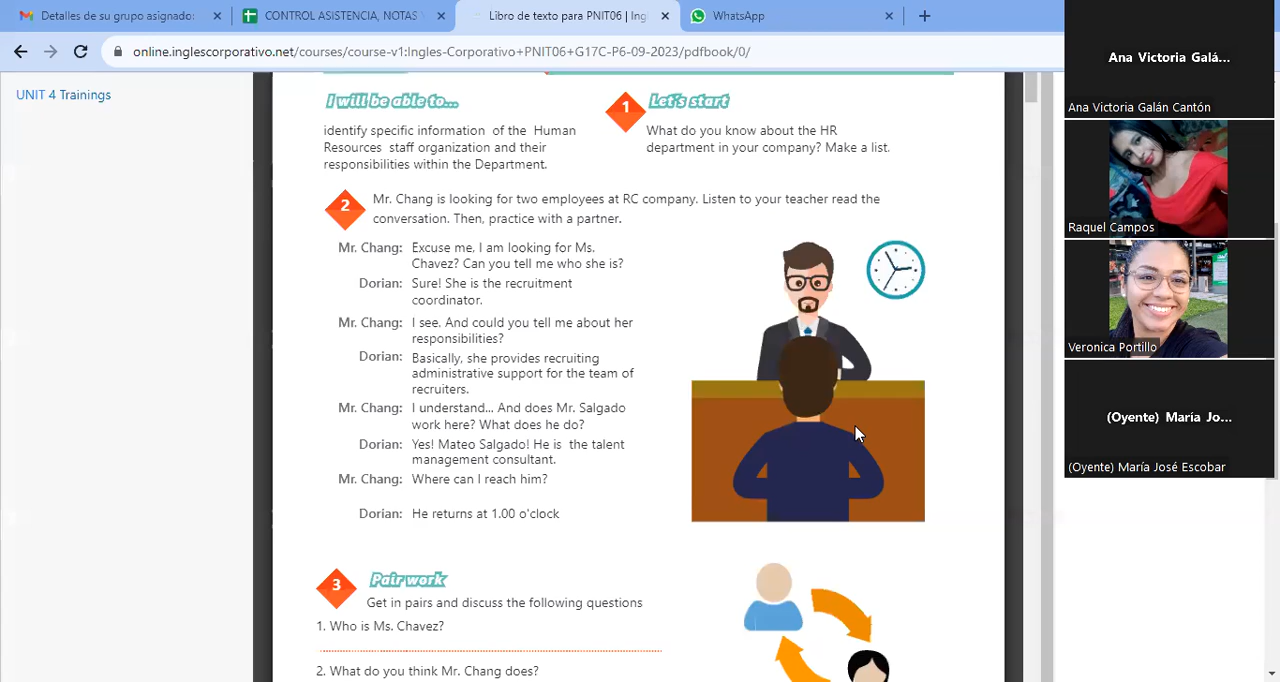 Detalles de su grupo asignado:
CONTROL ASISTENCIA, NOTAS
Libro de texto para PNIT06 | Ing
WhatsApp
online.inglescorporativo.net/courses/course-v1:Ingles-Corporativo+PNIT06+G17C-P6-09-2023/pdfbook/0/
UNIT 4 Trainings
I will be able to...
identify specific information of the Human
Resources staff organization and their
responsibilities within the Department.
1 Let's start
What do you know about the HR
department in your company? Make a list.
2 Mr. Chang is looking for two employees at RC company. Listen to your teacher read the
conversation. Then, practice with a partner.
Mr. Chang: Excuse me, I am looking for Ms.
Chavez? Can you tell me who she is?
Dorian: Sure! She is the recruitment
coordinator.
Mr. Chang: I see. And could you tell me about her
responsibilities?
Dorian: Basically, she provides recruiting
administrative support for the team of
recruiters.
Mr. Chang: I understand... And does Mr. Salgado
work here? What does he do?
Dorian: Yes! Mateo Salgado! He is the talent
management consultant.
Mr. Chang: Where can I reach him?
Dorian: He returns at 1.00 o'clock
3 Pair work
Get in pairs and discuss the following questions
1. Who is Ms. Chavez?
2. What do you think Mr. Chang does?
Ana Victoria Galá...
Ana Victoria Galán Cantón
Raquel Campos
Veronica Portillo
(Oyente) María Jo...
(Oyente) María José Escobar